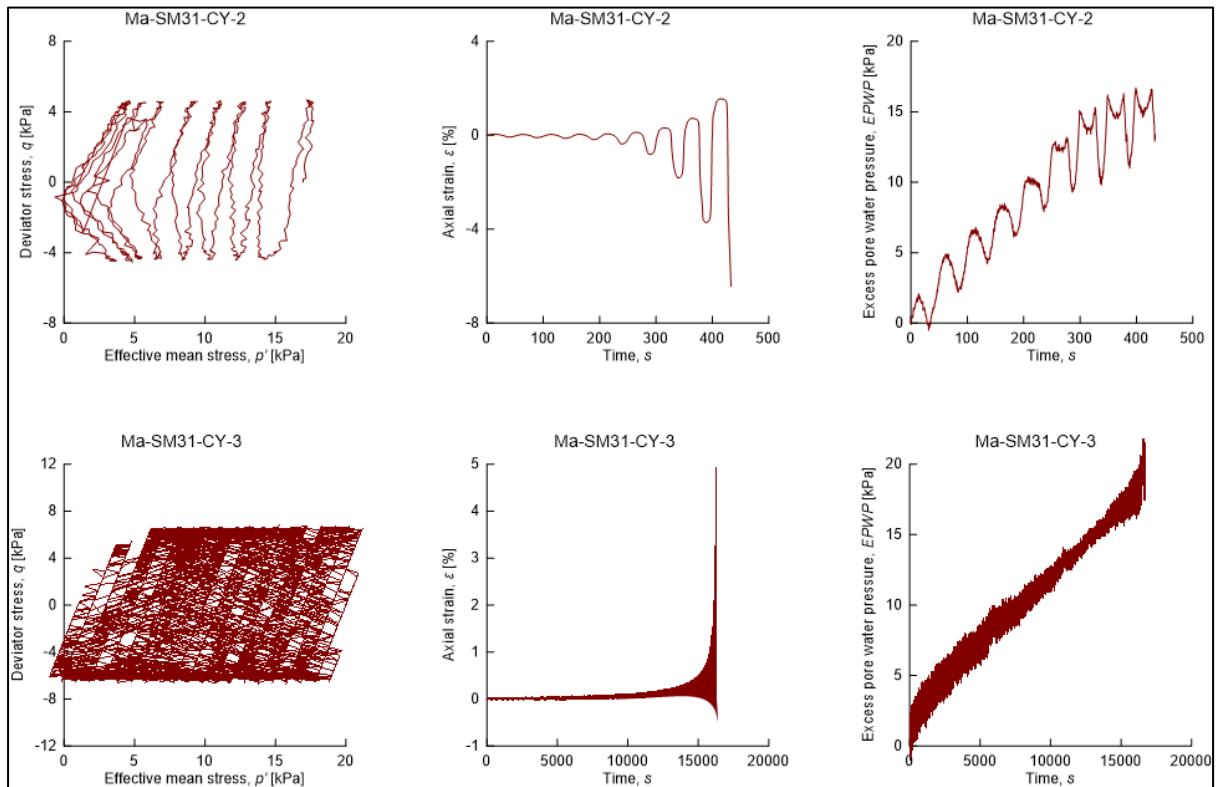 Ma-SM31-CY-2
Deviator stress, q [kPa]
8
4
0
-4
-8
0 5 10 15 20
Effective mean stress, p' [kPa]
Ma-SM31-CY-2
Axial strain, ε [%]
4
0
-4
-8
0 100 200 300 400 500
Time, s
Ma-SM31-CY-2
Excess pore water pressure, EPWP [kPa]
20
15
10
5
0
0 100 200 300 400 500
Time, s
Ma-SM31-CY-3
Deviator stress, q [kPa]
12
8
4
0
-4
-8
-12
0 5 10 15 20
Effective mean stress, p' [kPa]
Ma-SM31-CY-3
Axial strain, ε [%]
5
4
3
2
1
0
-1
0 5000 10000 15000 20000
Time, s
Ma-SM31-CY-3
Excess pore water pressure, EPWP [kPa]
20
15
10
5
0
0 5000 10000 15000 20000
Time, s